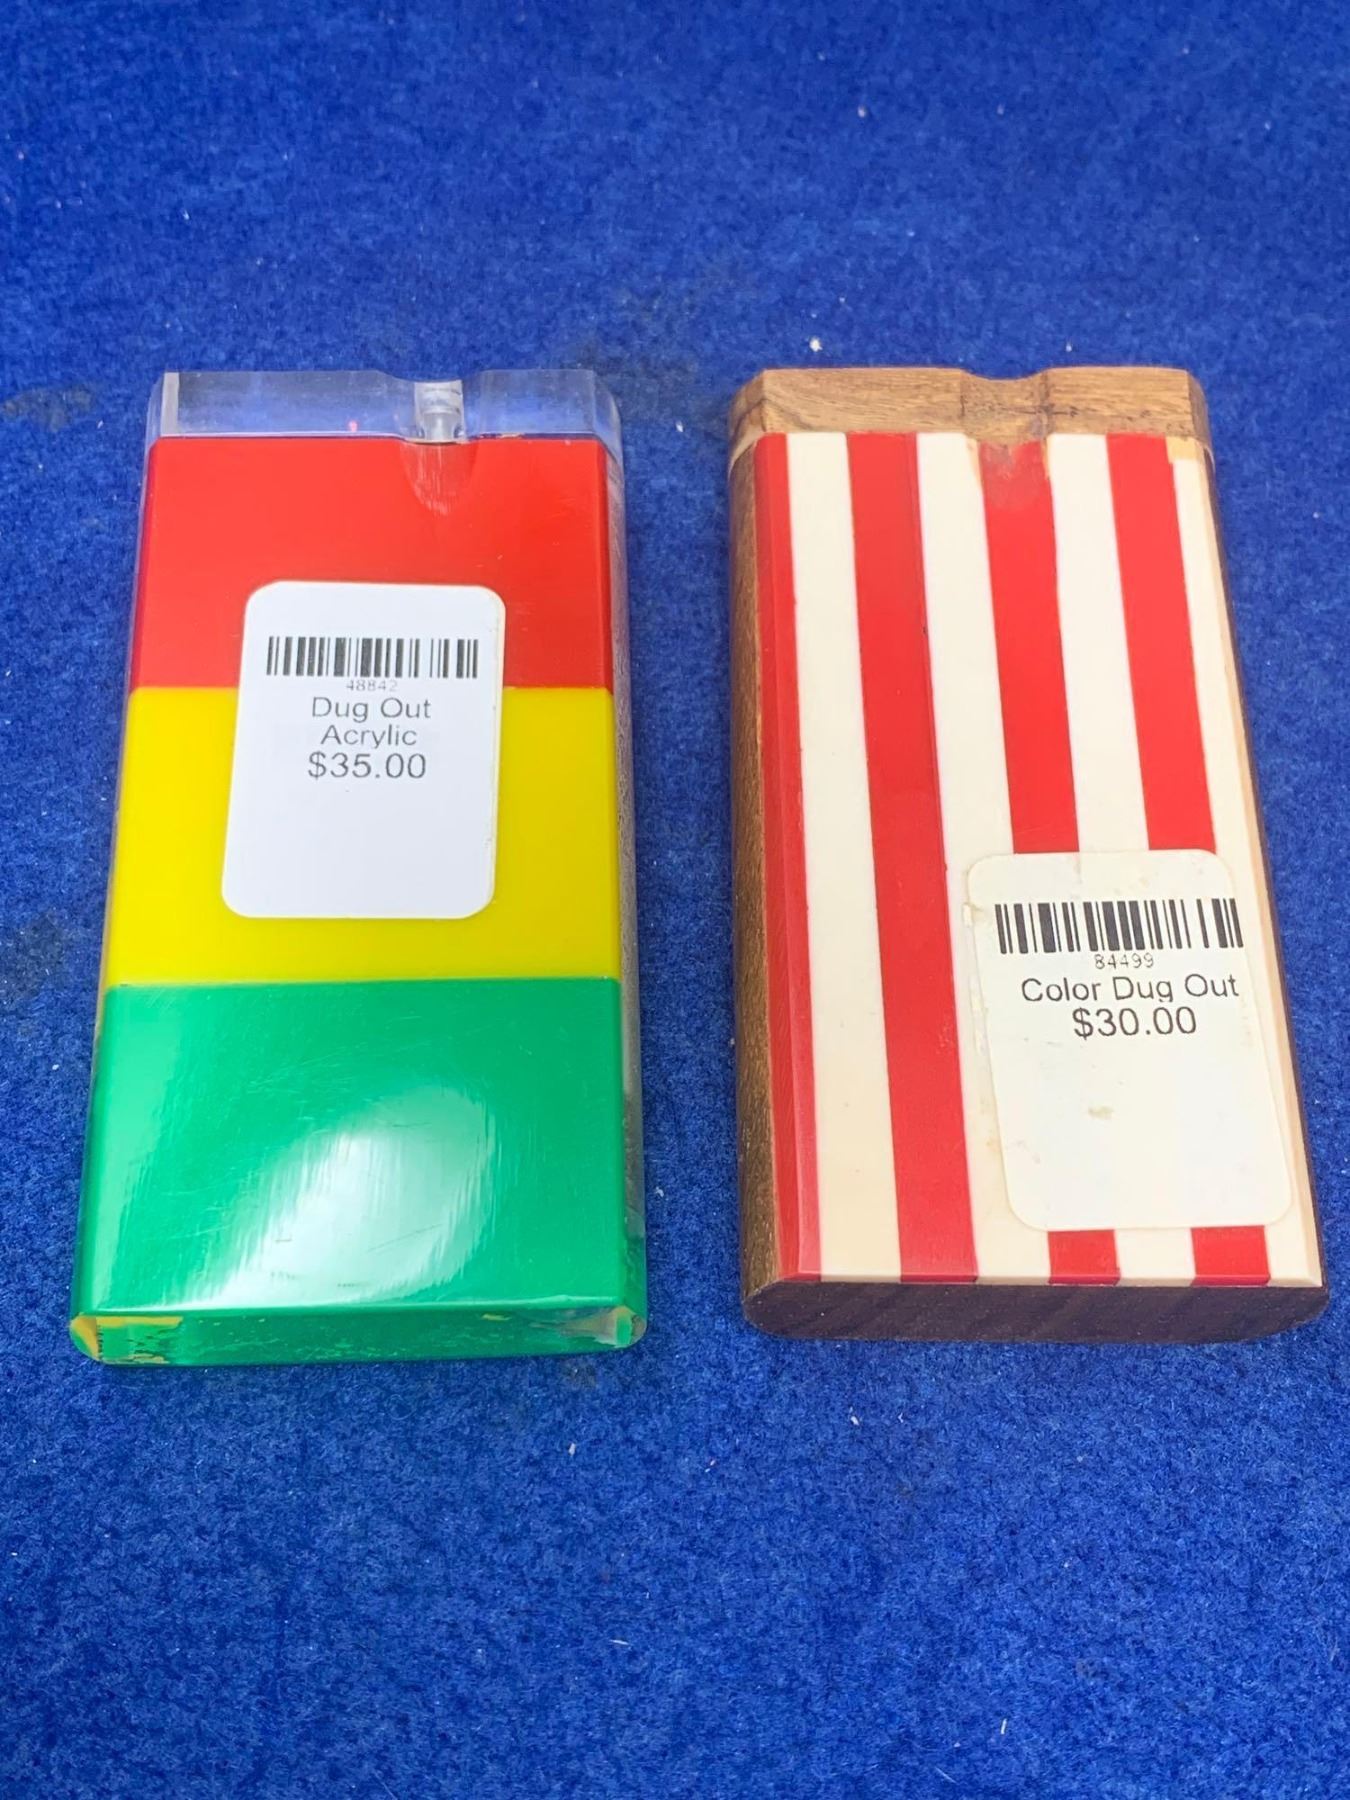 48842
Dug Out
Acrylic
$35.00
84499
Color Dug Out
$30.00